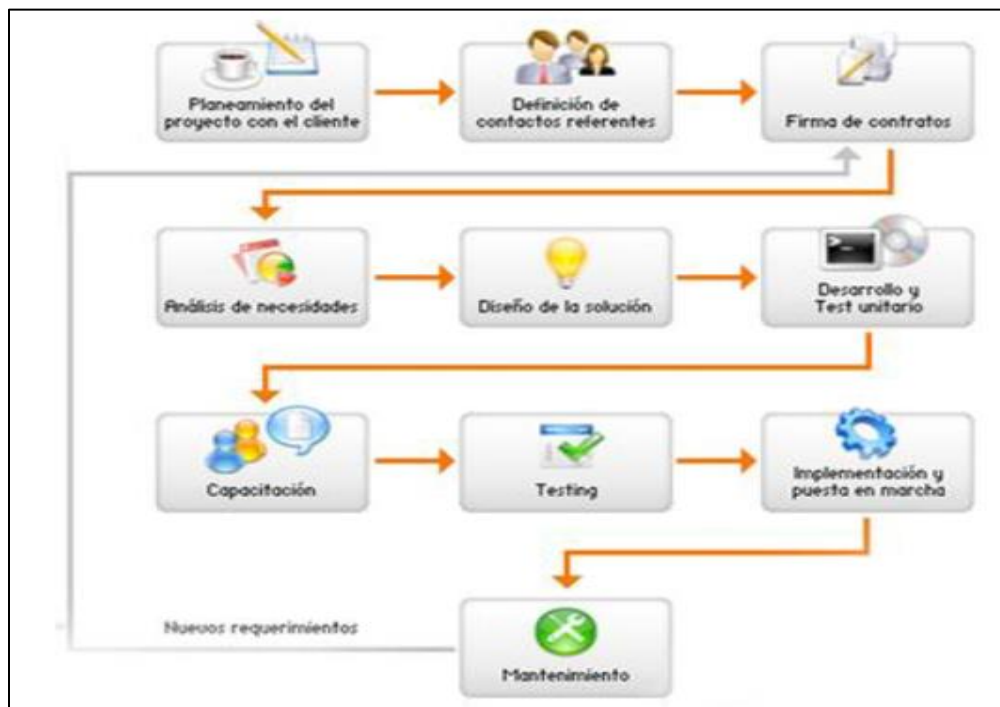 Planeamiento del
proyecto con el cliente
Definición de
contactos referentes
Firma de contratos
Análisis de necesidades
Diseño de la solución
>_
Desarrollo y
Test unitario
Capacitación
Testing
Implementación y
puesta en marcha
Nuevos requerimientos
Mantenimiento